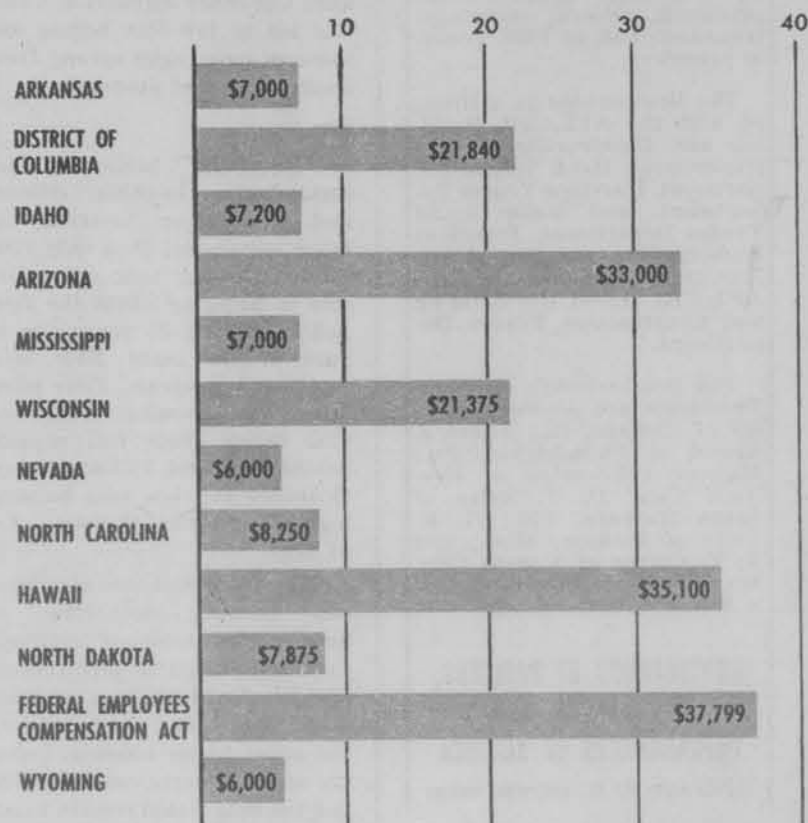 10 20 30 40
ARKANSAS $7,000
DISTRICT OF
COLUMBIA $21,840
IDAHO $7,200
ARIZONA $33,000
MISSISSIPPI $7,000
WISCONSIN $21,375
NEVADA $6,000
NORTH CAROLINA $8,250
HAWAII $35,100
NORTH DAKOTA $7,875
FEDERAL EMPLOYEES
COMPENSATION ACT $37,799
WYOMING $6,000